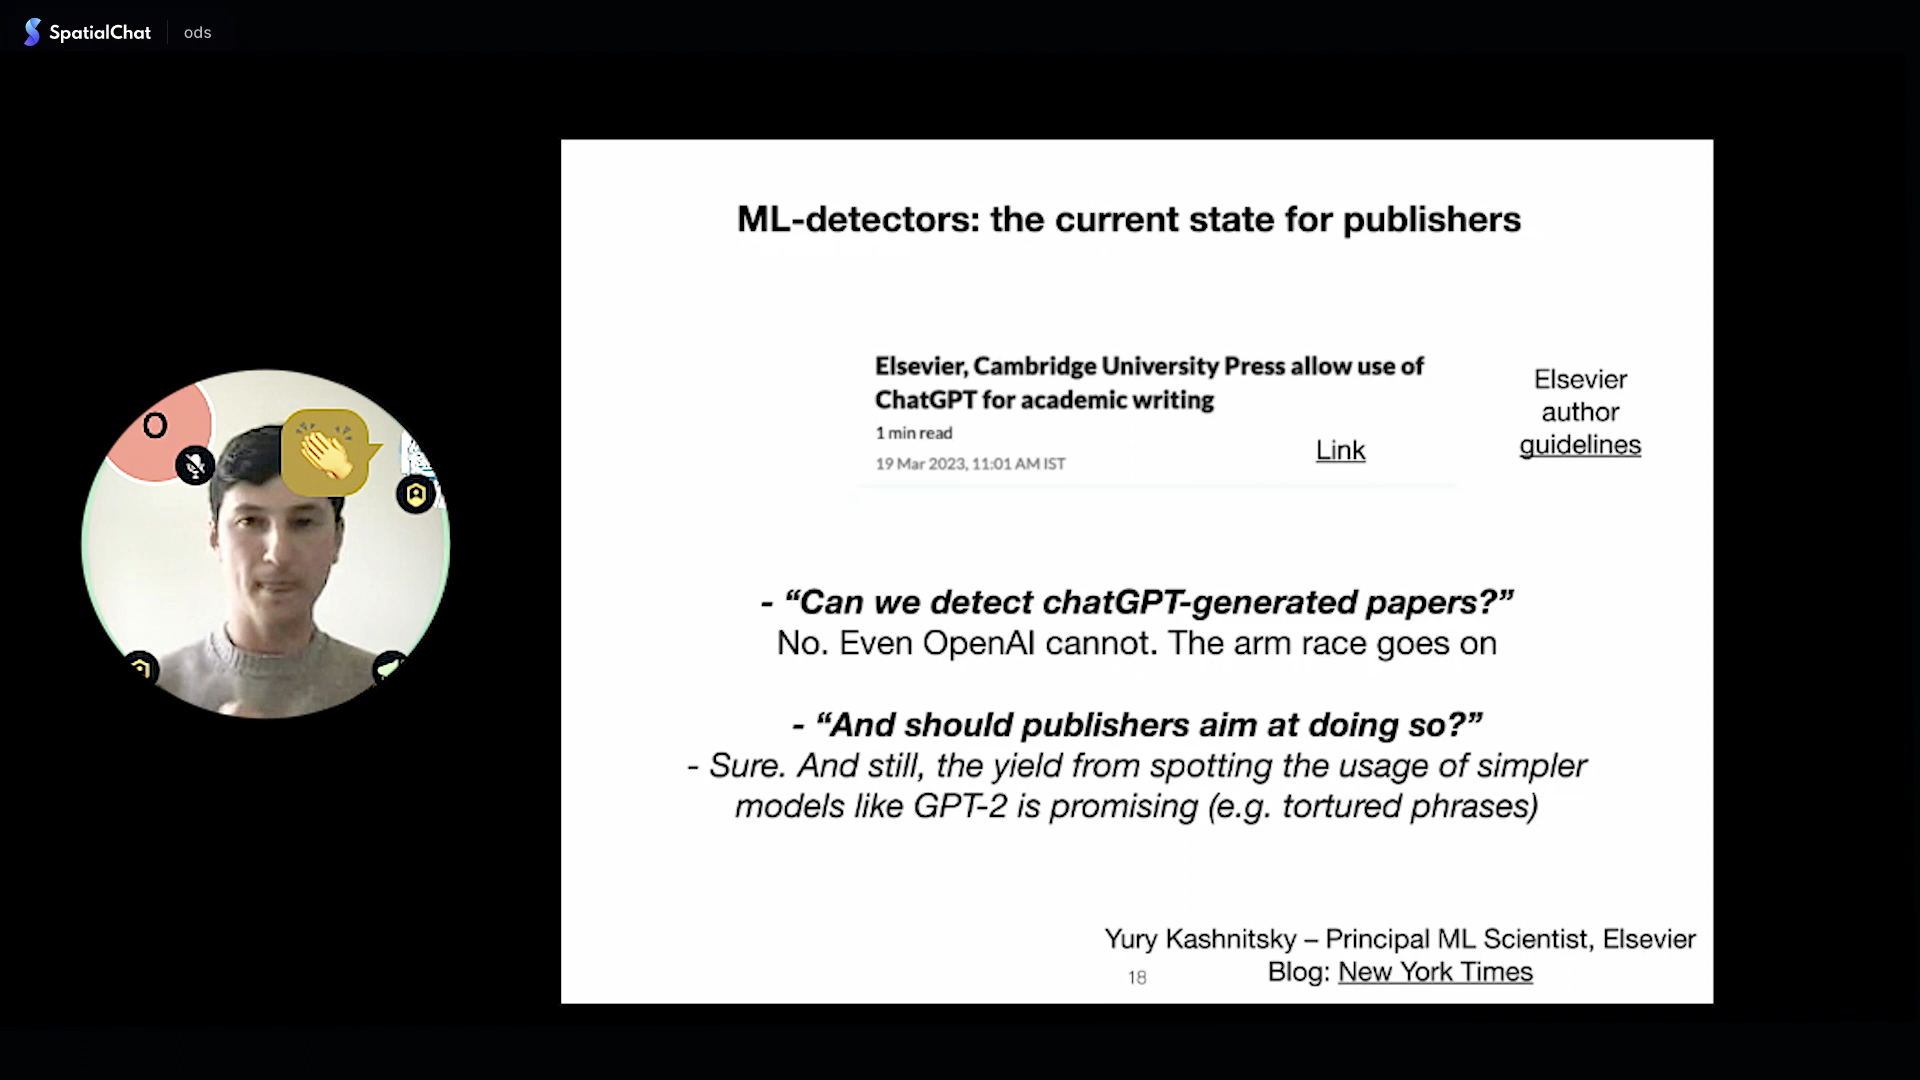 SpatialChat
ods
ML-detectors: the current state for publishers
Elsevier, Cambridge University Press allow use of
ChatGPT for academic writing
1 min read
19 Mar 2023, 11:01 AM IST
Link
Elsevier
author
guidelines
- “Can we detect chatGPT-generated papers?”
No. Even OpenAI cannot. The arm race goes on
- “And should publishers aim at doing so?”
- Sure. And still, the yield from spotting the usage of simpler
models like GPT-2 is promising (e.g. tortured phrases)
Yury Kashnitsky – Principal ML Scientist, Elsevier
Blog: New York Times
18
O